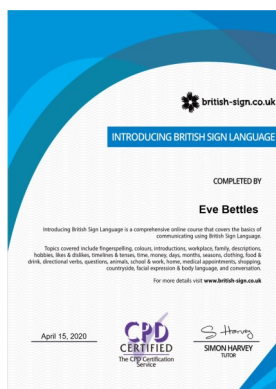 british-sign.co.uk
INTRODUCING BRITISH SIGN LANGUAGE
COMPLETED BY
Eve Bettles
Introducing British Sign Language is a comprehensive online course that covers the basics of
communicating using British Sign Language.
Topics covered include fingerspelling, colours, introductions, workplace, family, descriptions,
hobbies, likes & dislikes, timelines & tenses, time, money, days, months, seasons, clothing, food &
drink, directional verbs, questions, animals, school & work, home, medical appointments, shopping,
countryside, facial expression & body language, and conversation.
For more details visit www.british-sign.co.uk
April 15, 2020
CPD
CERTIFIED
The CPD Certification
Service
S Harvey
SIMON HARVEY
TUTOR